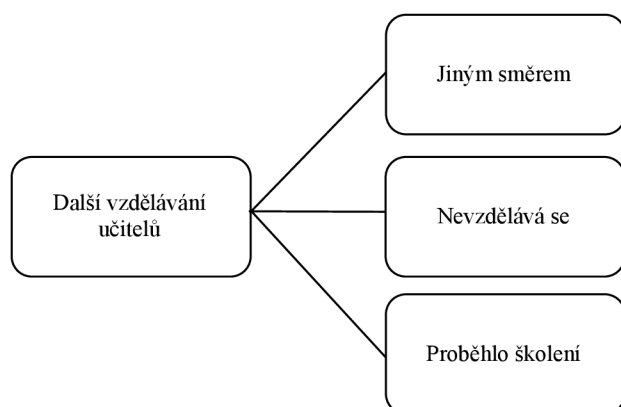 Další vzdělávání
učitelů
Jiným směrem
Nevzdělává se
Proběhlo školení